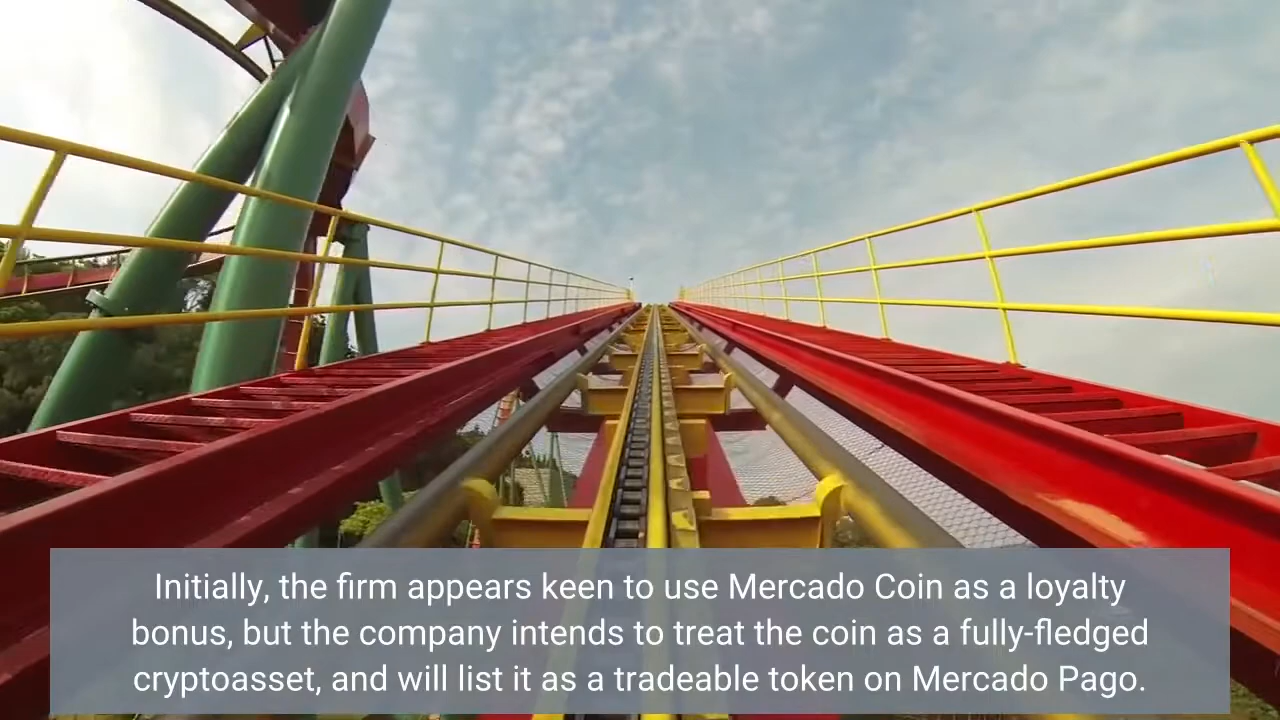 Initially, the firm appears keen to use Mercado Coin as a loyalty
bonus, but the company intends to treat the coin as a fully-fledged
cryptoasset, and will list it as a tradeable token on Mercado Pago.